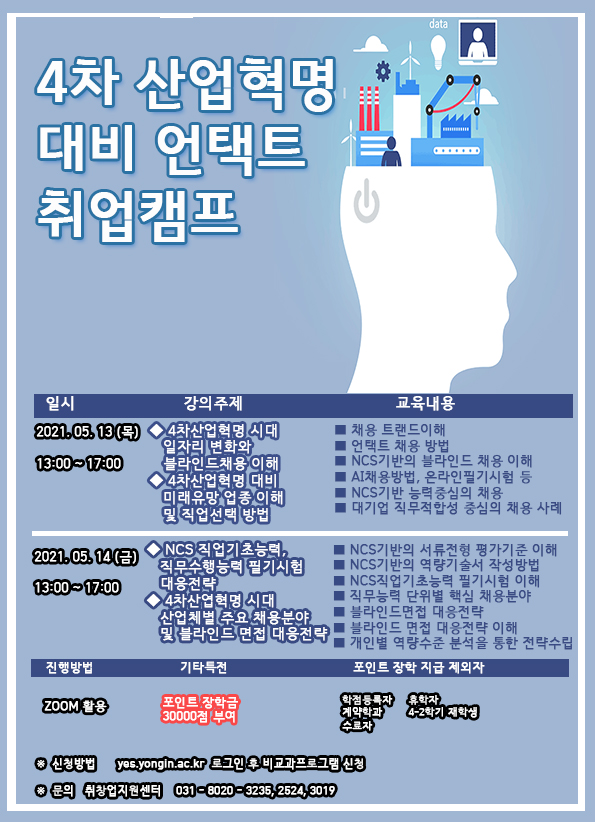 data
4차 산업혁명
대비 언택트
취업캠프
일시 강의주제 교육내용
2021. 05. 13 (목)
13:00 ~ 17:00
◆ 4차산업혁명 시대
일자리 변화와
블라인드채용 이해
◆ 4차산업혁명 대비
미래유망 업종 이해
및 직업선택 방법
■ 채용 트랜드이해
■ 언택트 채용 방법
■ NCS기반의 블라인드 채용 이해
■ AI채용방법, 온라인필기시험 등
■ NCS기반 능력중심의 채용
■ 대기업 직무적합성 중심의 채용 사례
2021. 05. 14 (금)
13:00 ~ 17:00
◆ NCS 직업기초능력,
직무수행능력 필기시험
대응전략
◆ 4차산업혁명 시대
산업체별 주요 채용분야
및 블라인드 면접 대응전략
■ NCS기반의 서류전형 평가기준 이해
■ NCS기반의 역량기술서 작성방법
■ NCS직업기초능력 필기시험 이해
■ 직무능력 단위별 핵심 채용분야
■ 블라인드면접 대응전략
■ 블라인드 면접 대응전략 이해
■ 개인별 역량수준 분석을 통한 전략수립
진행방법 기타특전 포인트 장학 지급 제외자
ZOOM 활용
포인트 장학금
30000점 부여
학점등록자 휴학자
계약학과 4-2학기 재학생
수료자
※ 신청방법 yes.yongin.ac.kr 로그인 후 비교과프로그램 신청
※ 문의 취창업지원센터 031 - 8020 - 3235, 2524, 3019